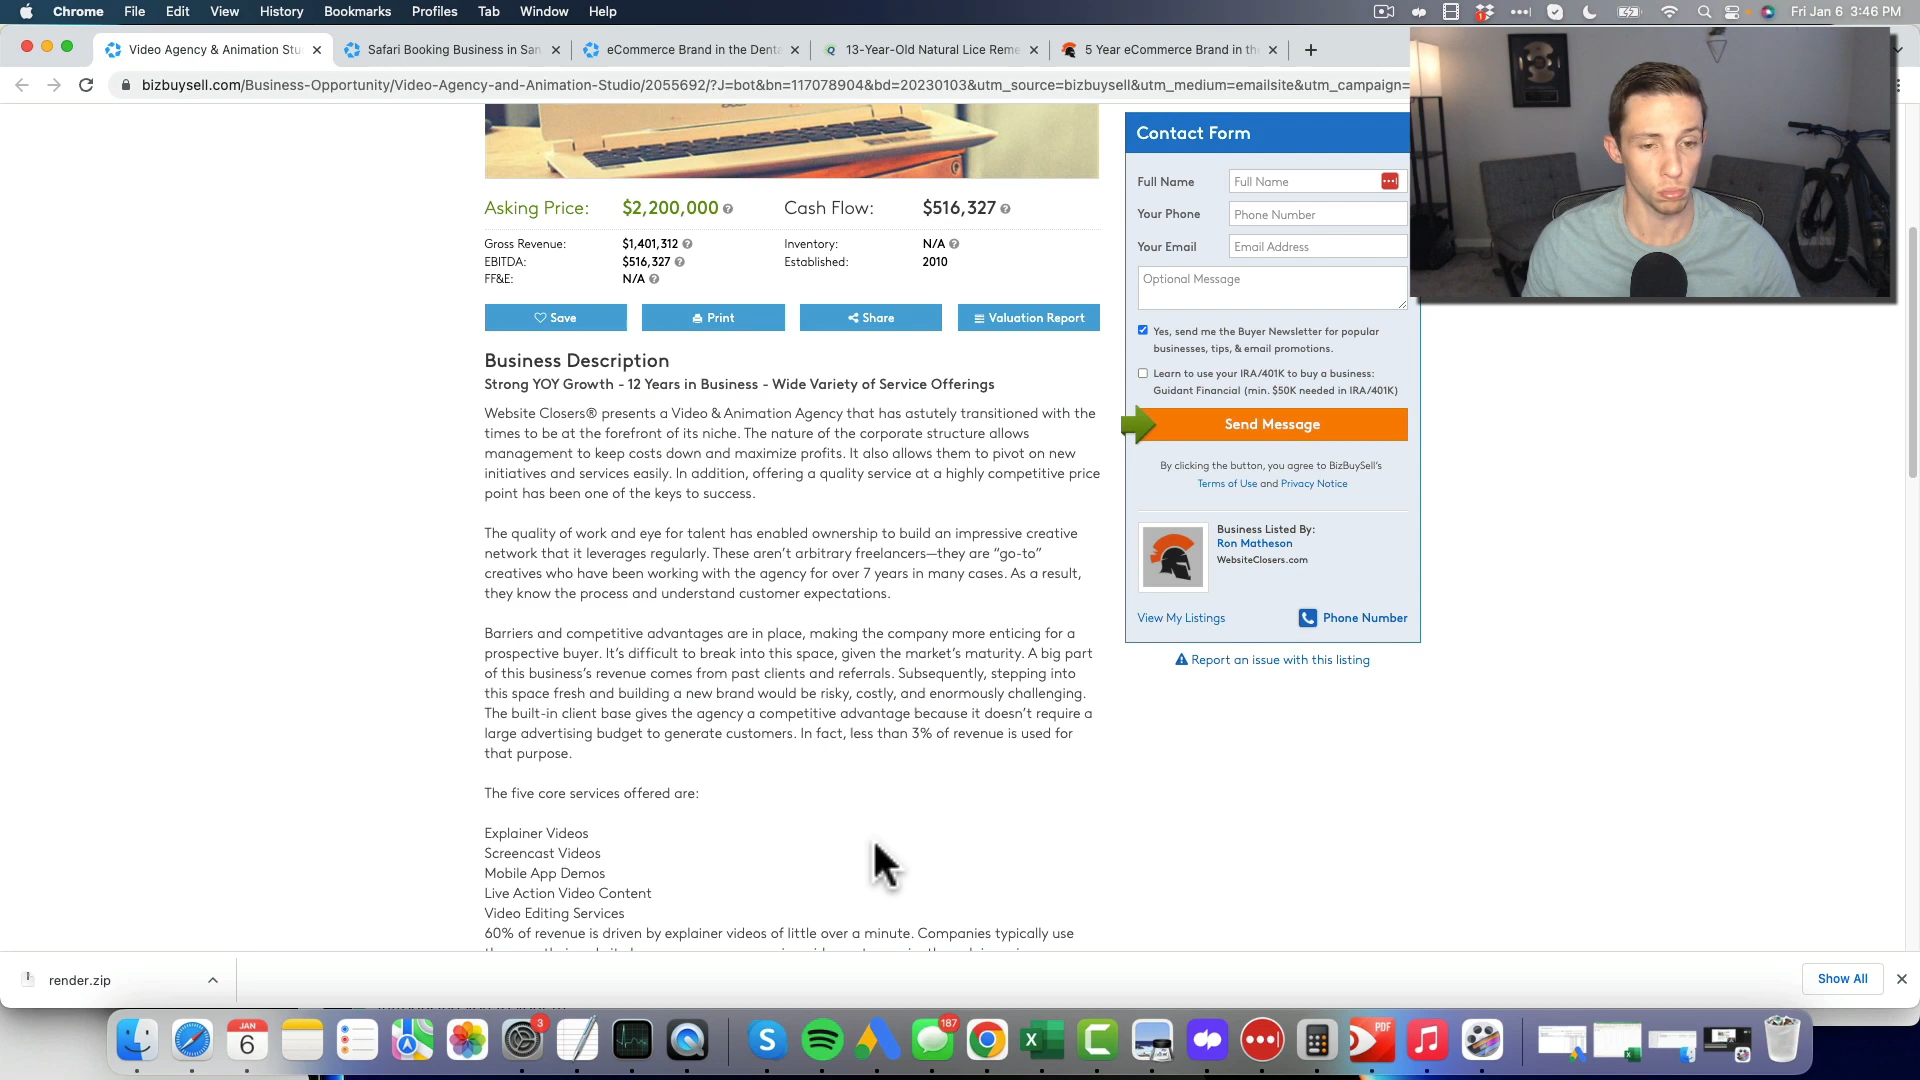 Chrome File Edit View History Bookmarks Profiles Tab Window Help
Fri Jan 6 3:46 PM
Video Agency & Animation Stu
Safari Booking Business in San
eCommerce Brand in the Denta
13-Year-Old Natural Lice Reme
5 Year eCommerce Brand in th
bizbuysell.com/Business-Opportunity/Video-Agency-and-Animation-Studio/2055692/?J=bot&bn=117078904&bd=20230103&utm_source=bizbuysell&utm_medium=emailsite&utm_campaign=
Asking Price: $2,200,000 Cash Flow: $516,327
Gross Revenue: $1,401,312 Inventory: N/A
EBITDA: $516,327 Established: 2010
FF&E: N/A
Save Print Share Valuation Report
Business Description
Strong YOY Growth - 12 Years in Business - Wide Variety of Service Offerings
Website Closers® presents a Video & Animation Agency that has astutely transitioned with the
times to be at the forefront of its niche. The nature of the corporate structure allows
management to keep costs down and maximize profits. It also allows them to pivot on new
initiatives and services easily. In addition, offering a quality service at a highly competitive price
point has been one of the keys to success.
The quality of work and eye for talent has enabled ownership to build an impressive creative
network that it leverages regularly. These aren't arbitrary freelancers—they are "go-to"
creatives who have been working with the agency for over 7 years in many cases. As a result,
they know the process and understand customer expectations.
Barriers and competitive advantages are in place, making the company more enticing for a
prospective buyer. It's difficult to break into this space, given the market's maturity. A big part
of this business's revenue comes from past clients and referrals. Subsequently, stepping into
this space fresh and building a new brand would be risky, costly, and enormously challenging.
The built-in client base gives the agency a competitive advantage because it doesn't require a
large advertising budget to generate customers. In fact, less than 3% of revenue is used for
that purpose.
The five core services offered are:
Explainer Videos
Screencast Videos
Mobile App Demos
Live Action Video Content
Video Editing Services
60% of revenue is driven by explainer videos of little over a minute. Companies typically use
Contact Form
Full Name Full Name
Your Phone Phone Number
Your Email Email Address
Optional Message
Yes, send me the Buyer Newsletter for popular
businesses, tips, & email promotions.
Learn to use your IRA/401K to buy a business:
Guidant Financial (min. $50K needed in IRA/401K)
Send Message
By clicking the button, you agree to BizBuySell's
Terms of Use and Privacy Notice
Business Listed By:
Ron Matheson
WebsiteClosers.com
View My Listings Phone Number
Report an issue with this listing
render.zip
Show All
JAN
6
3
187
PDF